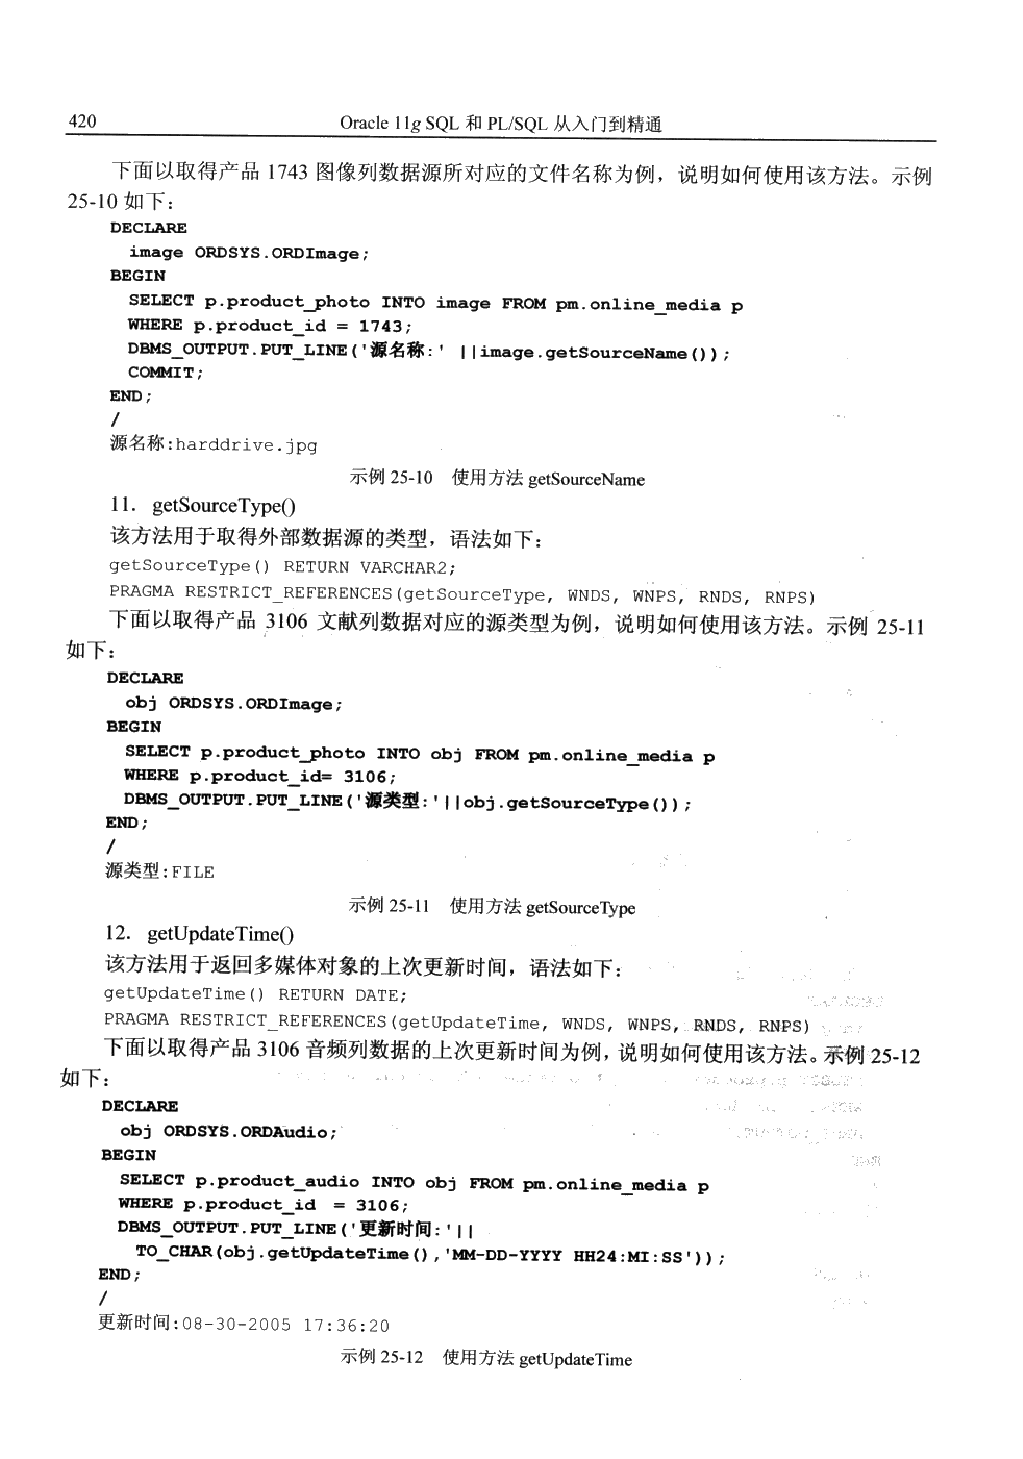 420 Oracle 11g SQL 和 PL/SQL 从入门到精通
下面以取得产品 1743 图像列数据源所对应的文件名称为例，说明如何使用该方法。示例
25-10 如下：
DECLARE
image ORDSYS.ORDImage;
BEGIN
SELECT p.product_photo INTO image FROM pm.online_media p
WHERE p.product_id = 1743;
DBMS_OUTPUT.PUT_LINE('源名称:' ||image.getSourceName());
COMMIT;
END;
/
源名称:harddrive.jpg
示例 25-10 使用方法 getSourceName
11. getSourceType()
该方法用于取得外部数据源的类型，语法如下：
getSourceType() RETURN VARCHAR2;
PRAGMA RESTRICT_REFERENCES(getSourceType, WNDS, WNPS, RNDS, RNPS)
下面以取得产品 3106 文献列数据对应的源类型为例，说明如何使用该方法。示例 25-11
如下：
DECLARE
obj ORDSYS.ORDImage;
BEGIN
SELECT p.product_photo INTO obj FROM pm.online_media p
WHERE p.product_id= 3106;
DBMS_OUTPUT.PUT_LINE('源类型:'||obj.getSourceType());
END;
/
源类型:FILE
示例 25-11 使用方法 getSourceType
12. getUpdateTime()
该方法用于返回多媒体对象的上次更新时间，语法如下：
getUpdateTime() RETURN DATE;
PRAGMA RESTRICT_REFERENCES(getUpdateTime, WNDS, WNPS, RNDS, RNPS)
下面以取得产品 3106 音频列数据的上次更新时间为例，说明如何使用该方法。示例 25-12
如下：
DECLARE
obj ORDSYS.ORDAudio;
BEGIN
SELECT p.product_audio INTO obj FROM pm.online_media p
WHERE p.product_id = 3106;
DBMS_OUTPUT.PUT_LINE('更新时间:'||
TO_CHAR(obj.getUpdateTime(),'MM-DD-YYYY HH24:MI:SS'));
END;
/
更新时间:08-30-2005 17:36:20
示例 25-12 使用方法 getUpdateTime